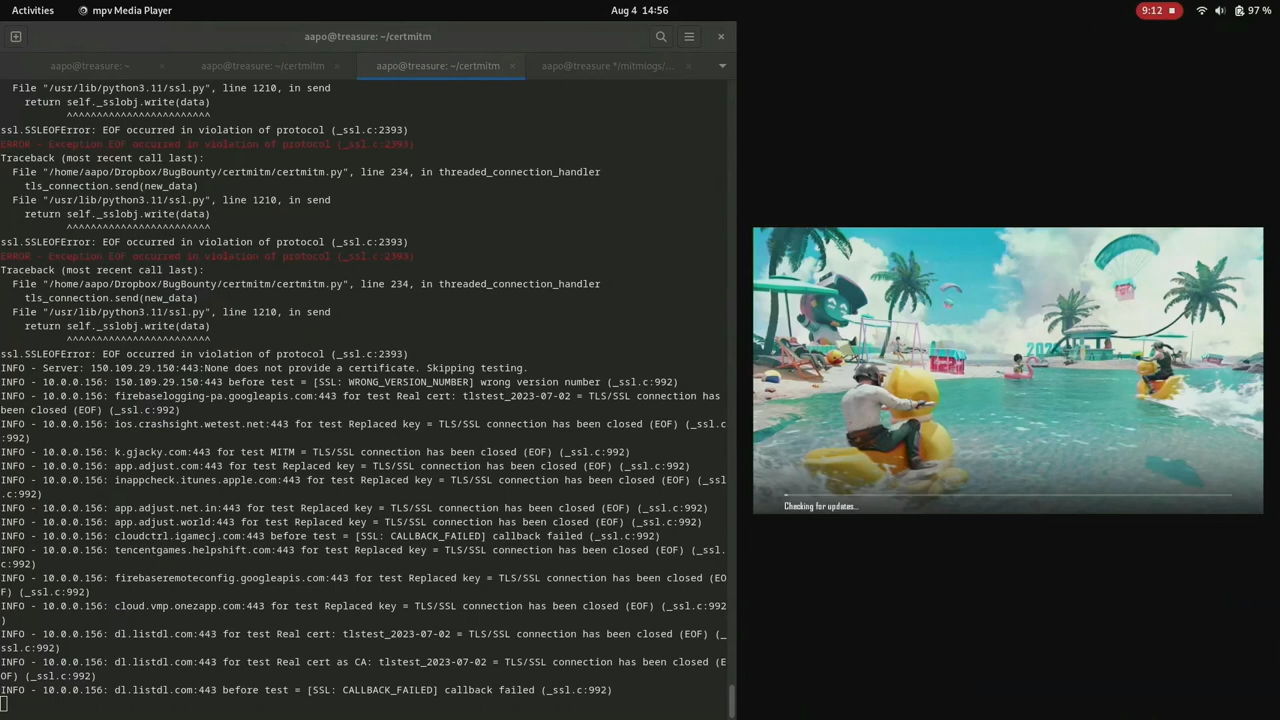 Activities
mpv Media Player
Aug 4 14:56
9:12
97 %
aapo@treasure: ~/certmitm
aapo@treasure: ~
aapo@treasure: ~/certmitm
aapo@treasure: ~/certmitm
aapo@treasure */mitmlogs/...
File "/usr/lib/python3.11/ssl.py", line 1210, in send
return self._sslobj.write(data)
^^^^^^^^^^^^^^^^^^^^^^^^
ssl.SSLEOFError: EOF occurred in violation of protocol (_ssl.c:2393)
ERROR - Exception EOF occurred in violation of protocol (_ssl.c:2393)
Traceback (most recent call last):
File "/home/aapo/Dropbox/BugBounty/certmitm/certmitm.py", line 234, in threaded_connection_handler
tls_connection.send(new_data)
File "/usr/lib/python3.11/ssl.py", line 1210, in send
return self._sslobj.write(data)
^^^^^^^^^^^^^^^^^^^^^^^^
ssl.SSLEOFError: EOF occurred in violation of protocol (_ssl.c:2393)
ERROR - Exception EOF occurred in violation of protocol (_ssl.c:2393)
Traceback (most recent call last):
File "/home/aapo/Dropbox/BugBounty/certmitm/certmitm.py", line 234, in threaded_connection_handler
tls_connection.send(new_data)
File "/usr/lib/python3.11/ssl.py", line 1210, in send
return self._sslobj.write(data)
^^^^^^^^^^^^^^^^^^^^^^^^
ssl.SSLEOFError: EOF occurred in violation of protocol (_ssl.c:2393)
INFO - Server: 150.109.29.150:443:None does not provide a certificate. Skipping testing.
INFO - 10.0.0.156: 150.109.29.150:443 before test = [SSL: WRONG_VERSION_NUMBER] wrong version number (_ssl.c:992)
INFO - 10.0.0.156: firebaselogging-pa.googleapis.com:443 for test Real cert: tlstest_2023-07-02 = TLS/SSL connection has
been closed (EOF) (_ssl.c:992)
INFO - 10.0.0.156: ios.crashsight.wetest.net:443 for test Replaced key = TLS/SSL connection has been closed (EOF) (_ssl.c
:992)
INFO - 10.0.0.156: k.gjacky.com:443 for test MITM = TLS/SSL connection has been closed (EOF) (_ssl.c:992)
INFO - 10.0.0.156: app.adjust.com:443 for test Replaced key = TLS/SSL connection has been closed (EOF) (_ssl.c:992)
INFO - 10.0.0.156: inappcheck.itunes.apple.com:443 for test Replaced key = TLS/SSL connection has been closed (EOF) (_ssl
.c:992)
INFO - 10.0.0.156: app.adjust.net.in:443 for test Replaced key = TLS/SSL connection has been closed (EOF) (_ssl.c:992)
INFO - 10.0.0.156: app.adjust.world:443 for test Replaced key = TLS/SSL connection has been closed (EOF) (_ssl.c:992)
INFO - 10.0.0.156: cloudctrl.igamecj.com:443 before test = [SSL: CALLBACK_FAILED] callback failed (_ssl.c:992)
INFO - 10.0.0.156: tencentgames.helpshift.com:443 for test Replaced key = TLS/SSL connection has been closed (EOF) (_ssl.
c:992)
INFO - 10.0.0.156: firebaseremoteconfig.googleapis.com:443 for test Replaced key = TLS/SSL connection has been closed (EO
F) (_ssl.c:992)
INFO - 10.0.0.156: cloud.vmp.onezapp.com:443 for test Replaced key = TLS/SSL connection has been closed (EOF) (_ssl.c:992
)
INFO - 10.0.0.156: dl.listdl.com:443 for test Real cert: tlstest_2023-07-02 = TLS/SSL connection has been closed (EOF) (_
ssl.c:992)
INFO - 10.0.0.156: dl.listdl.com:443 for test Real cert as CA: tlstest_2023-07-02 = TLS/SSL connection has been closed (E
OF) (_ssl.c:992)
INFO - 10.0.0.156: dl.listdl.com:443 before test = [SSL: CALLBACK_FAILED] callback failed (_ssl.c:992)
Checking for updates...